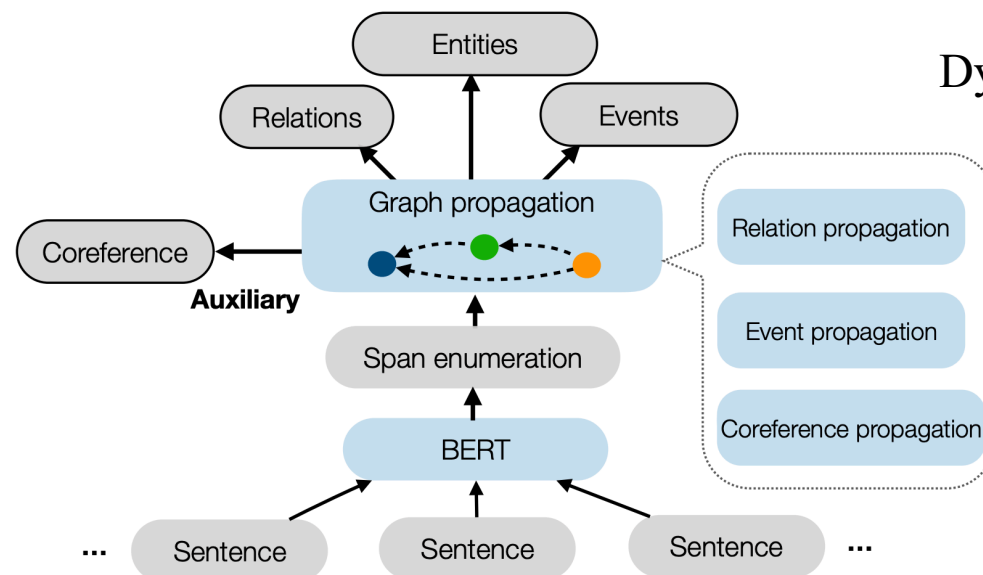 Entities
Dy
Relations
Events
Graph propagation
Relation propagation
Coreference
Auxiliary
Event propagation
Span enumeration
Coreference propagation
BERT
... Sentence Sentence Sentence ...